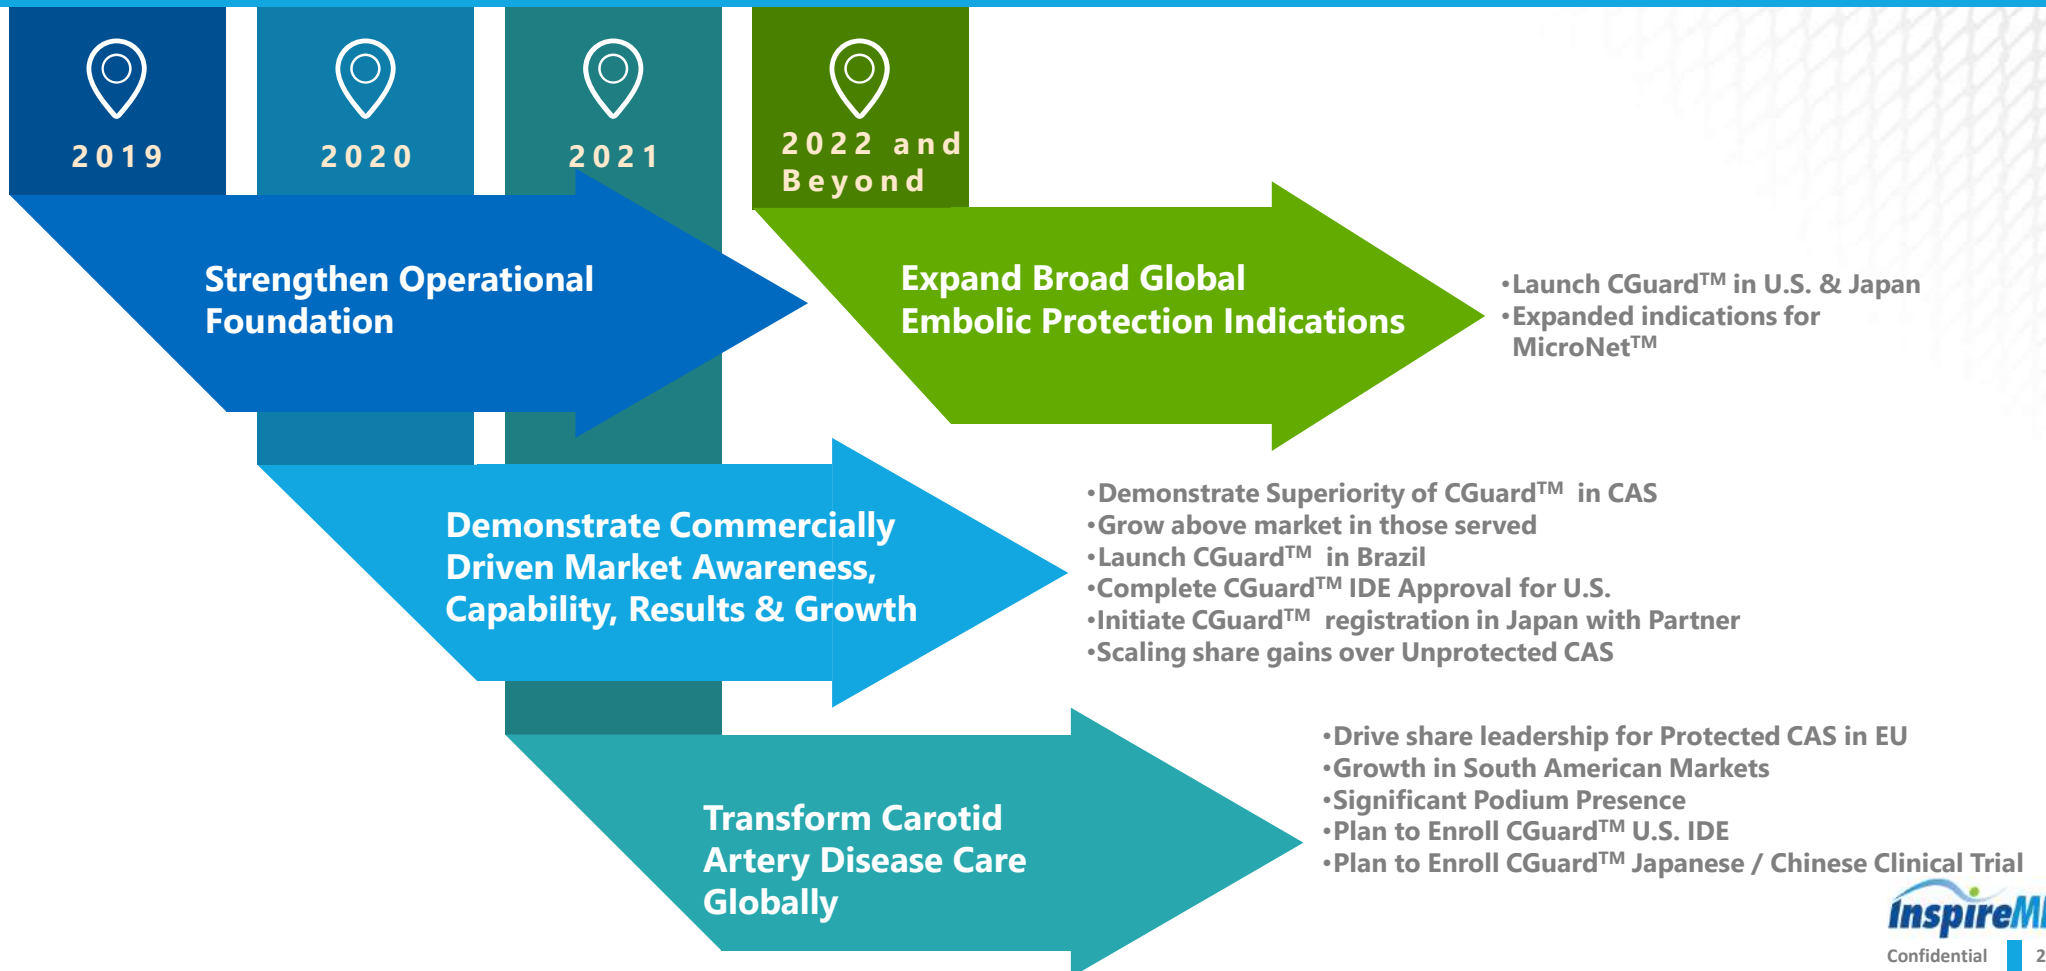 2019
2020
2021
2022 and
Beyond
Strengthen Operational
Foundation
Expand Broad Global
Embolic Protection Indications
•Launch CGuard™ in U.S. & Japan
•Expanded indications for
MicroNet™
Demonstrate Commercially
Driven Market Awareness,
Capability, Results & Growth
•Demonstrate Superiority of CGuard™ in CAS
•Grow above market in those served
•Launch CGuard™ in Brazil
•Complete CGuard™ IDE Approval for U.S.
•Initiate CGuard™ registration in Japan with Partner
•Scaling share gains over Unprotected CAS
Transform Carotid
Artery Disease Care
Globally
•Drive share leadership for Protected CAS in EU
•Growth in South American Markets
•Significant Podium Presence
•Plan to Enroll CGuard™ U.S. IDE
•Plan to Enroll CGuard™ Japanese / Chinese Clinical Trial
InspireM
Confidential 2